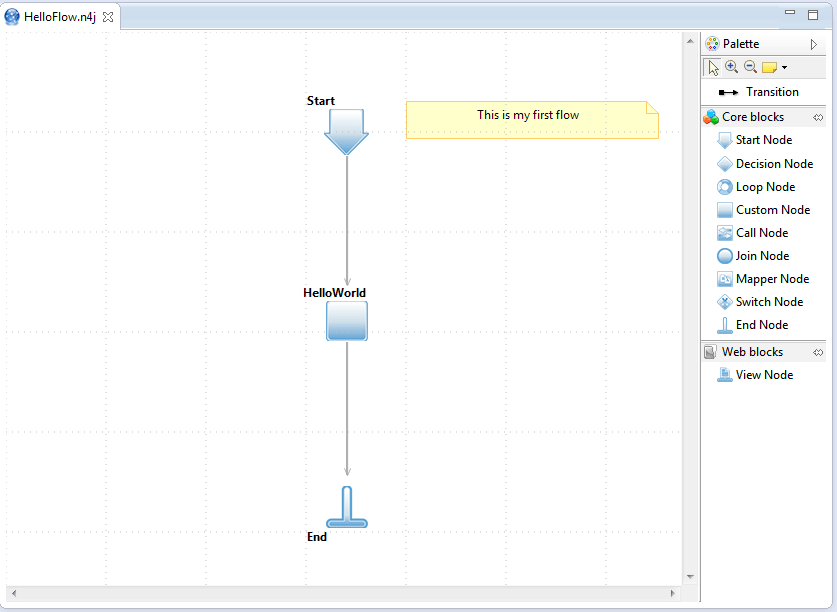 HelloFlow.n4j
Start
This is my first flow
HelloWorld
End
Palette
Transition
Core blocks
Start Node
Decision Node
Loop Node
Custom Node
Call Node
Join Node
Mapper Node
Switch Node
End Node
Web blocks
View Node